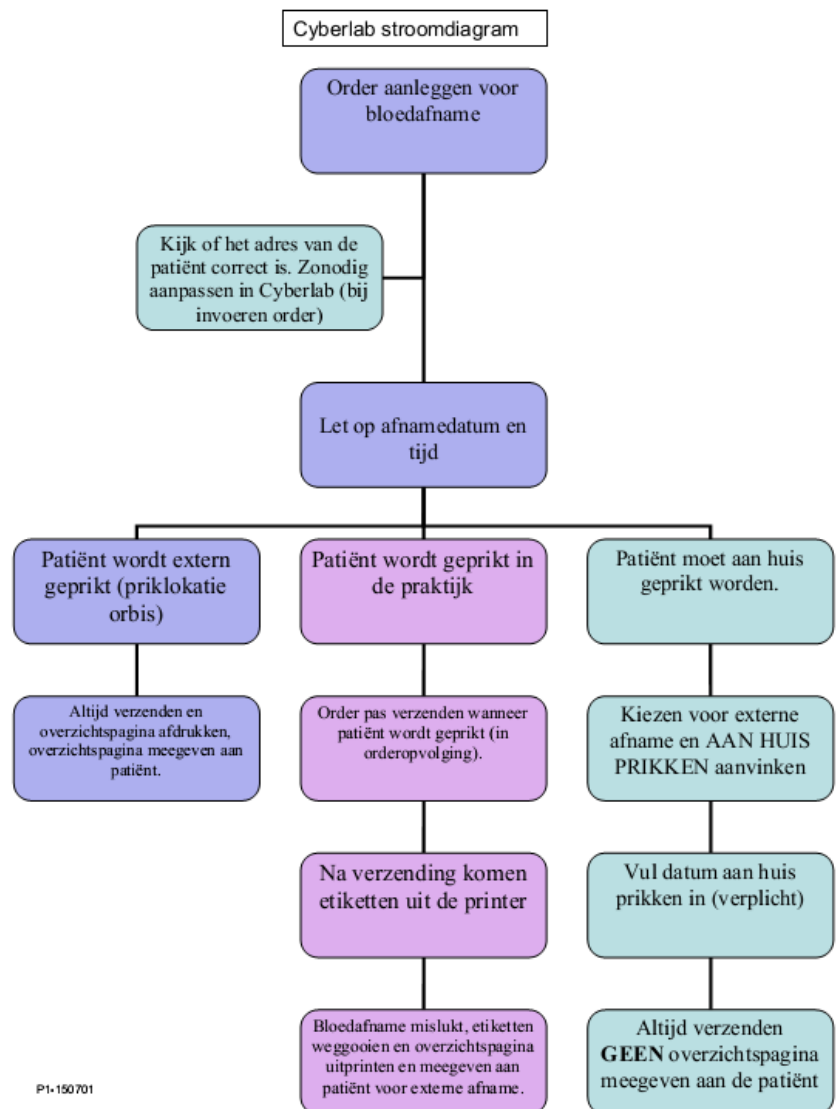 Cyberlab stroomdiagram
Order aanleggen voor
bloedafname
Kijk of het adres van de
patiënt correct is. Zonodig
aanpassen in Cyberlab (bij
invoeren order)
Let op afnamedatum en
tijd
Patiënt wordt extern
geprikt (priklokatie
orbis)
Altijd verzenden en
overzichtspagina afdrukken,
overzichtspagina meegeven aan
patiënt.
Patiënt wordt geprikt in
de praktijk
Order pas verzenden wanneer
patiënt wordt geprikt (in
orderopvolging).
Na verzending komen
etiketten uit de printer
Bloedafname mislukt, etiketten
weggooien en overzichtspagina
uitprinten en meegeven aan
patiënt voor externe afname.
Patiënt moet aan huis
geprikt worden.
Kiezen voor externe
afname en AAN HUIS
PRIKKEN aanvinken
Vul datum aan huis
prikken in (verplicht)
Altijd verzenden
GEEN overzichtspagina
meegeven aan de patiënt
P1-150701